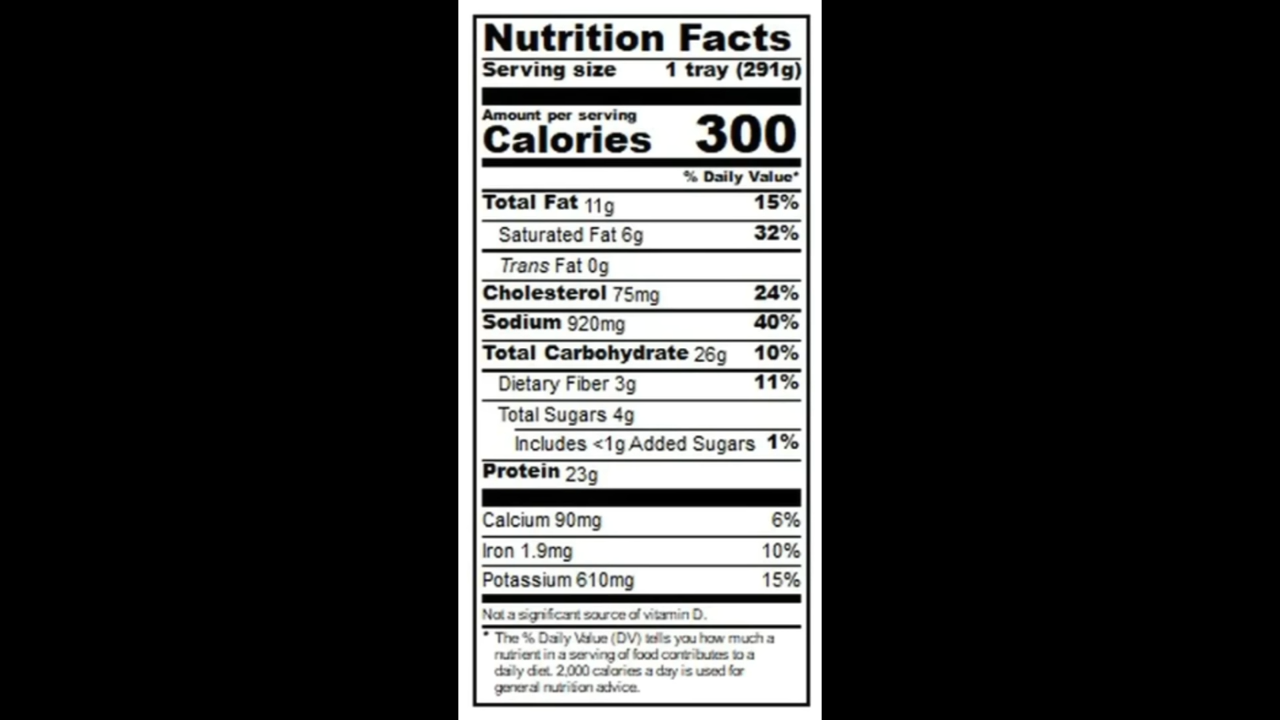 Nutrition Facts
Serving size 1 tray (291g)
Amount per serving
Calories 300
% Daily Value*
Total Fat 11g 15%
Saturated Fat 6g 32%
Trans Fat 0g
Cholesterol 75mg 24%
Sodium 920mg 40%
Total Carbohydrate 26g 10%
Dietary Fiber 3g 11%
Total Sugars 4g
Includes <1g Added Sugars 1%
Protein 23g
Calcium 90mg 6%
Iron 1.9mg 10%
Potassium 610mg 15%
Not a significant source of vitamin D.
* The % Daily Value (DV) tells you how much a
nutrient in a serving of food contributes to a
daily diet. 2,000 calories a day is used for
general nutrition advice.